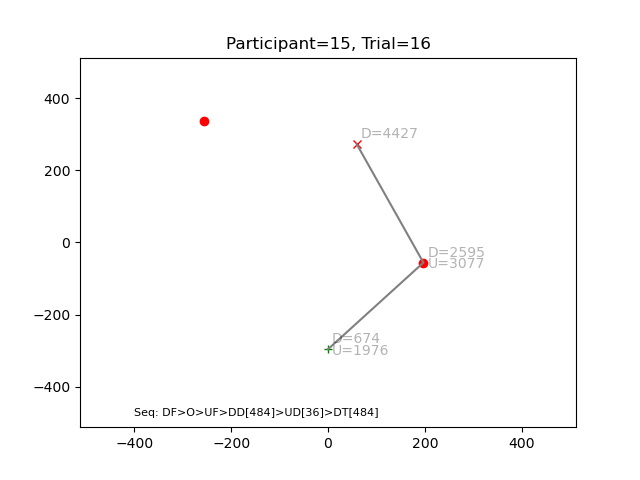 Participant=15, Trial=16
400
200
0
−200
−400
D=4427
D=2595
U=3077
D=674
U=1976
Seq: DF>O>UF>DD[484]>UD[36]>DT[484]
−400
−200
0
200
400